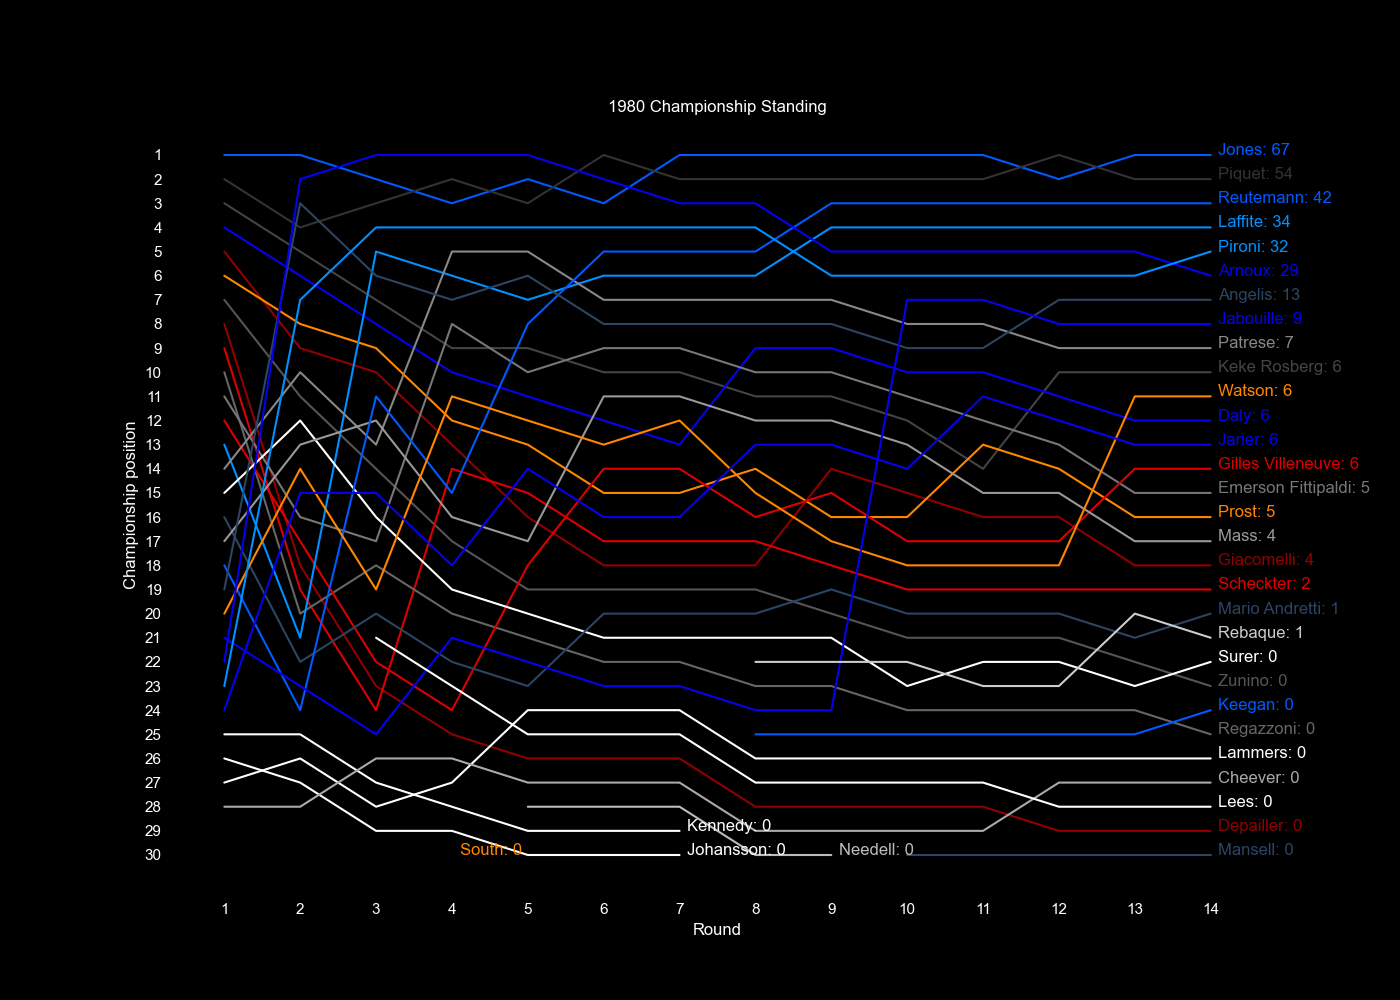 1980 Championship Standing
Championship position
1
2
3
4
5
6
7
8
9
10
11
12
13
14
15
16
17
18
19
20
21
22
23
24
25
26
27
28
29
30
Jones: 67
Piquet: 54
Reutemann: 42
Laffite: 34
Pironi: 32
Arnoux: 29
Angelis: 13
Jabouille: 9
Patrese: 7
Keke Rosberg: 6
Watson: 6
Daly: 6
Jarier: 6
Gilles Villeneuve: 6
Emerson Fittipaldi: 5
Prost: 5
Mass: 4
Giacomelli: 4
Scheckter: 2
Mario Andretti: 1
Rebaque: 1
Surer: 0
Zunino: 0
Keegan: 0
Regazzoni: 0
Lammers: 0
Cheever: 0
Lees: 0
Kennedy: 0
Depailler: 0
South: 0
Johansson: 0
Needell: 0
Mansell: 0
1 2 3 4 5 6 7 8 9 10 11 12 13 14
Round